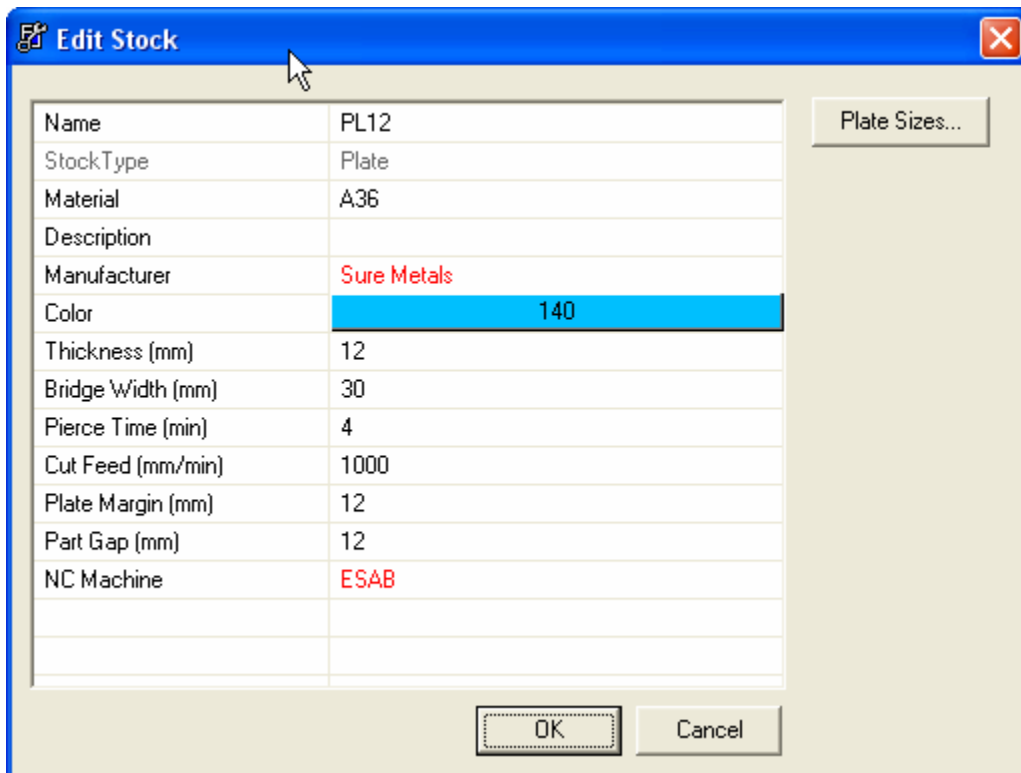 Edit Stock
Name PL12
StockType Plate
Material A36
Description
Manufacturer Sure Metals
Color 140
Thickness (mm) 12
Bridge Width (mm) 30
Pierce Time (min) 4
Cut Feed (mm/min) 1000
Plate Margin (mm) 12
Part Gap (mm) 12
NC Machine ESAB
Plate Sizes...
OK Cancel